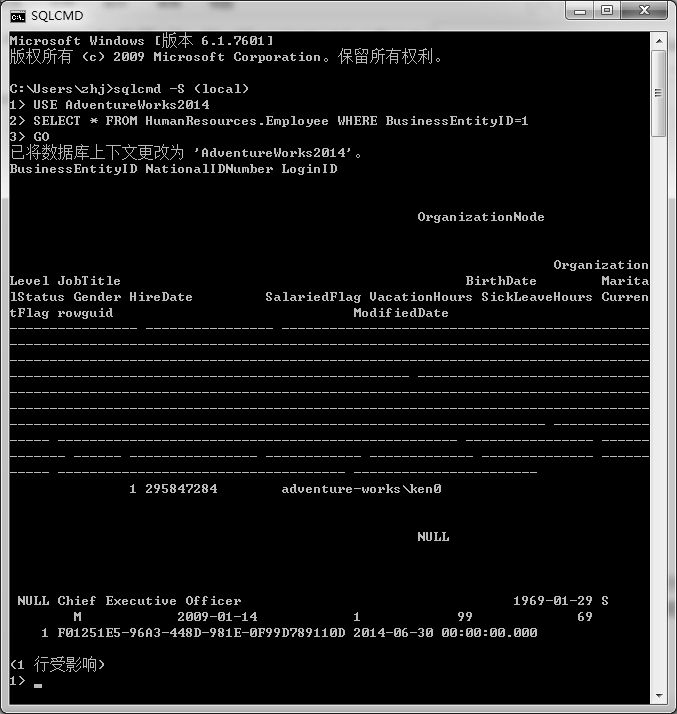 SQLCMD
Microsoft Windows [版本 6.1.7601]
版权所有 (c) 2009 Microsoft Corporation。保留所有权利。
C:\Users\zhj>sqlcmd -S (local)
1> USE AdventureWorks2014
2> SELECT * FROM HumanResources.Employee WHERE BusinessEntityID=1
3> GO
已将数据库上下文更改为 'AdventureWorks2014'。
BusinessEntityID NationalIDNumber LoginID
OrganizationNode
Organization
Level JobTitle BirthDate Marita
lStatus Gender HireDate SalariedFlag VacationHours SickLeaveHours Curren
tFlag rowguid ModifiedDate
1 295847284 adventure-works\ken0
NULL
NULL Chief Executive Officer 1969-01-29 S
M 2009-01-14 1 99 69
1 F01251E5-96A3-448D-981E-0F99D789110D 2014-06-30 00:00:00.000
(1 行受影响)
1>